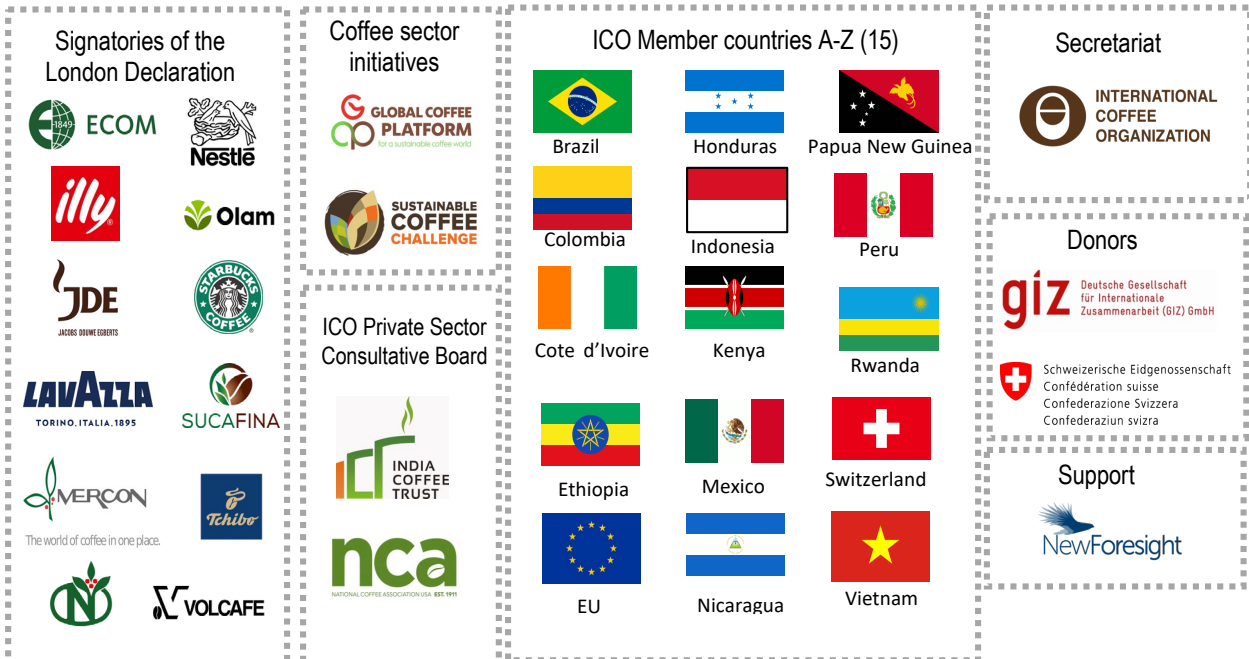 Signatories of the
London Declaration
1849
ECOM
Nestlé
illy
Olam
JDE
JACOBS DOUWE EGBERTS
STARBUCKS
COFFEE
LAVAZZA
TORINO, ITALIA, 1895
SUCAFINA
MERCON
The world of coffee in one place.
Tchibo
N
VOLCAFE
Coffee sector
initiatives
GLOBAL COFFEE
PLATFORM
for a sustainable coffee world
SUSTAINABLE
COFFEE
CHALLENGE
ICO Private Sector
Consultative Board
INDIA
COFFEE
TRUST
nca
NATIONAL COFFEE ASSOCIATION USA EST. 1911
ICO Member countries A-Z (15)
Brazil
Honduras
Papua New Guinea
Colombia
Indonesia
Peru
Cote d'Ivoire
Kenya
Rwanda
Ethiopia
Mexico
Switzerland
EU
Nicaragua
Vietnam
Secretariat
INTERNATIONAL
COFFEE
ORGANIZATION
Donors
giz
Deutsche Gesellschaft
für Internationale
Zusammenarbeit (GIZ) GmbH
Schweizerische Eidgenossenschaft
Confédération suisse
Confederazione Svizzera
Confederaziun svizra
Support
NewForesight